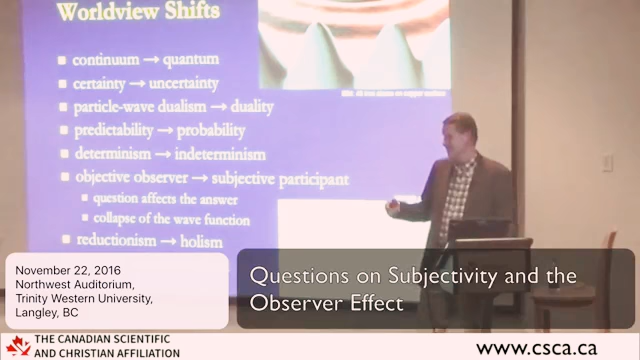 Worldview Shifts
continuum → quantum
certainty → uncertainty
particle-wave dualism → duality
predictability → probability
determinism → indeterminism
objective observer → subjective participant
question affects the answer
collapse of the wave function
reductionism → holism
November 22, 2016
Northwest Auditorium,
Trinity Western University,
Langley, BC
Questions on Subjectivity and the
Observer Effect
THE CANADIAN SCIENTIFIC
AND CHRISTIAN AFFILIATION
www.csca.ca